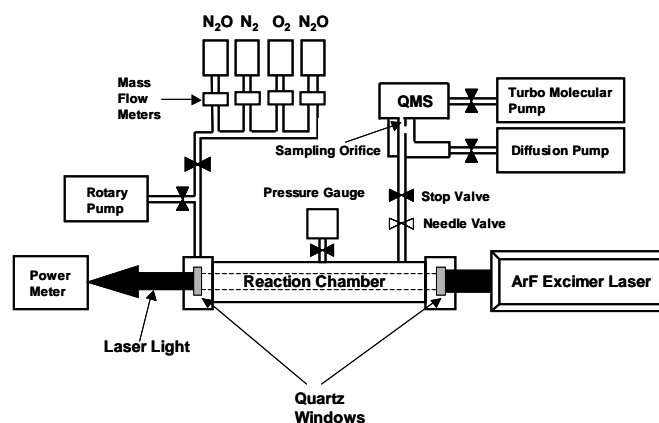 N₂O N₂ O₂ N₂O
Mass
Flow
Meters
QMS
Turbo Molecular
Pump
Sampling Orifice
Diffusion Pump
Rotary
Pump
Pressure Gauge
Stop Valve
Needle Valve
Power
Meter
Reaction Chamber
ArF Excimer Laser
Laser Light
Quartz
Windows